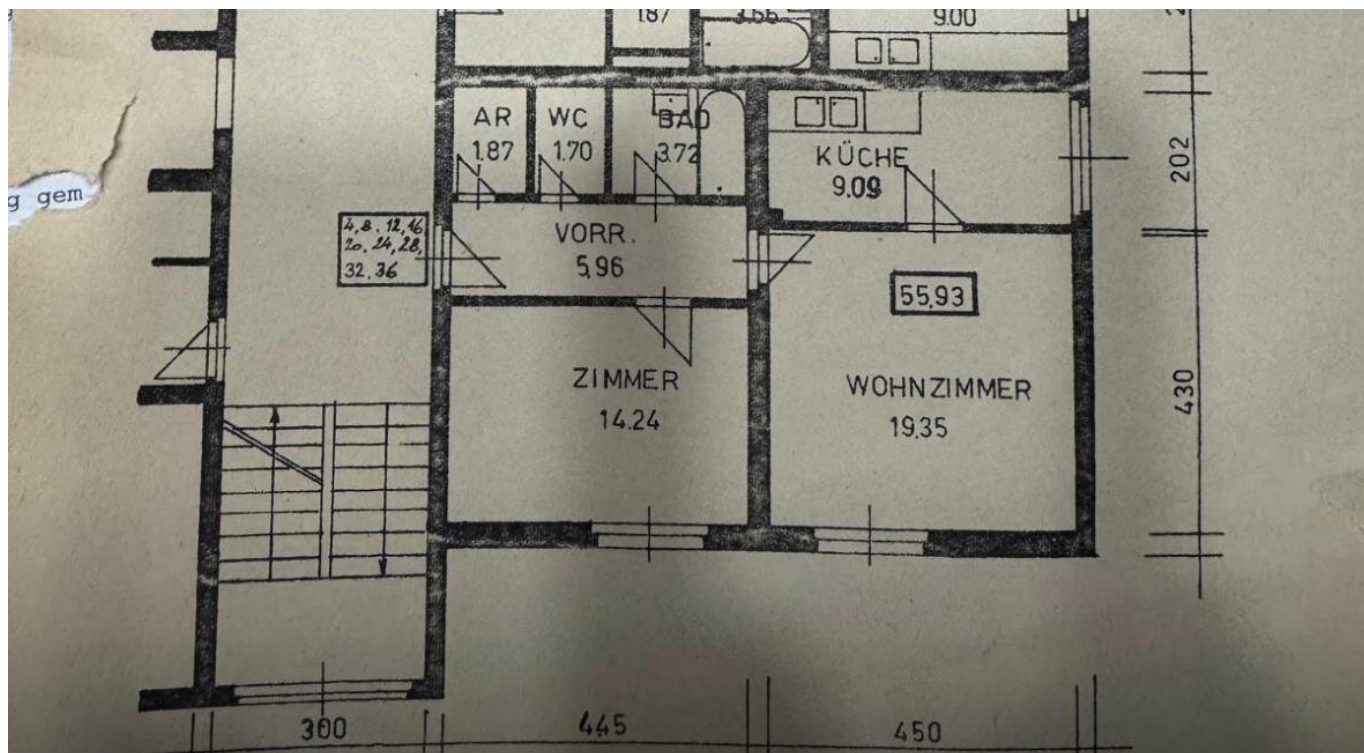 1.87
3.66
9.00
AR
1.87
WC
1.70
BAD
3.72
KÜCHE
9.09
202
g gem
4, 8, 12, 16
20, 24, 28,
32, 36
VORR.
5,96
55,93
ZIMMER
14.24
WOHNZIMMER
19.35
430
300
445
450